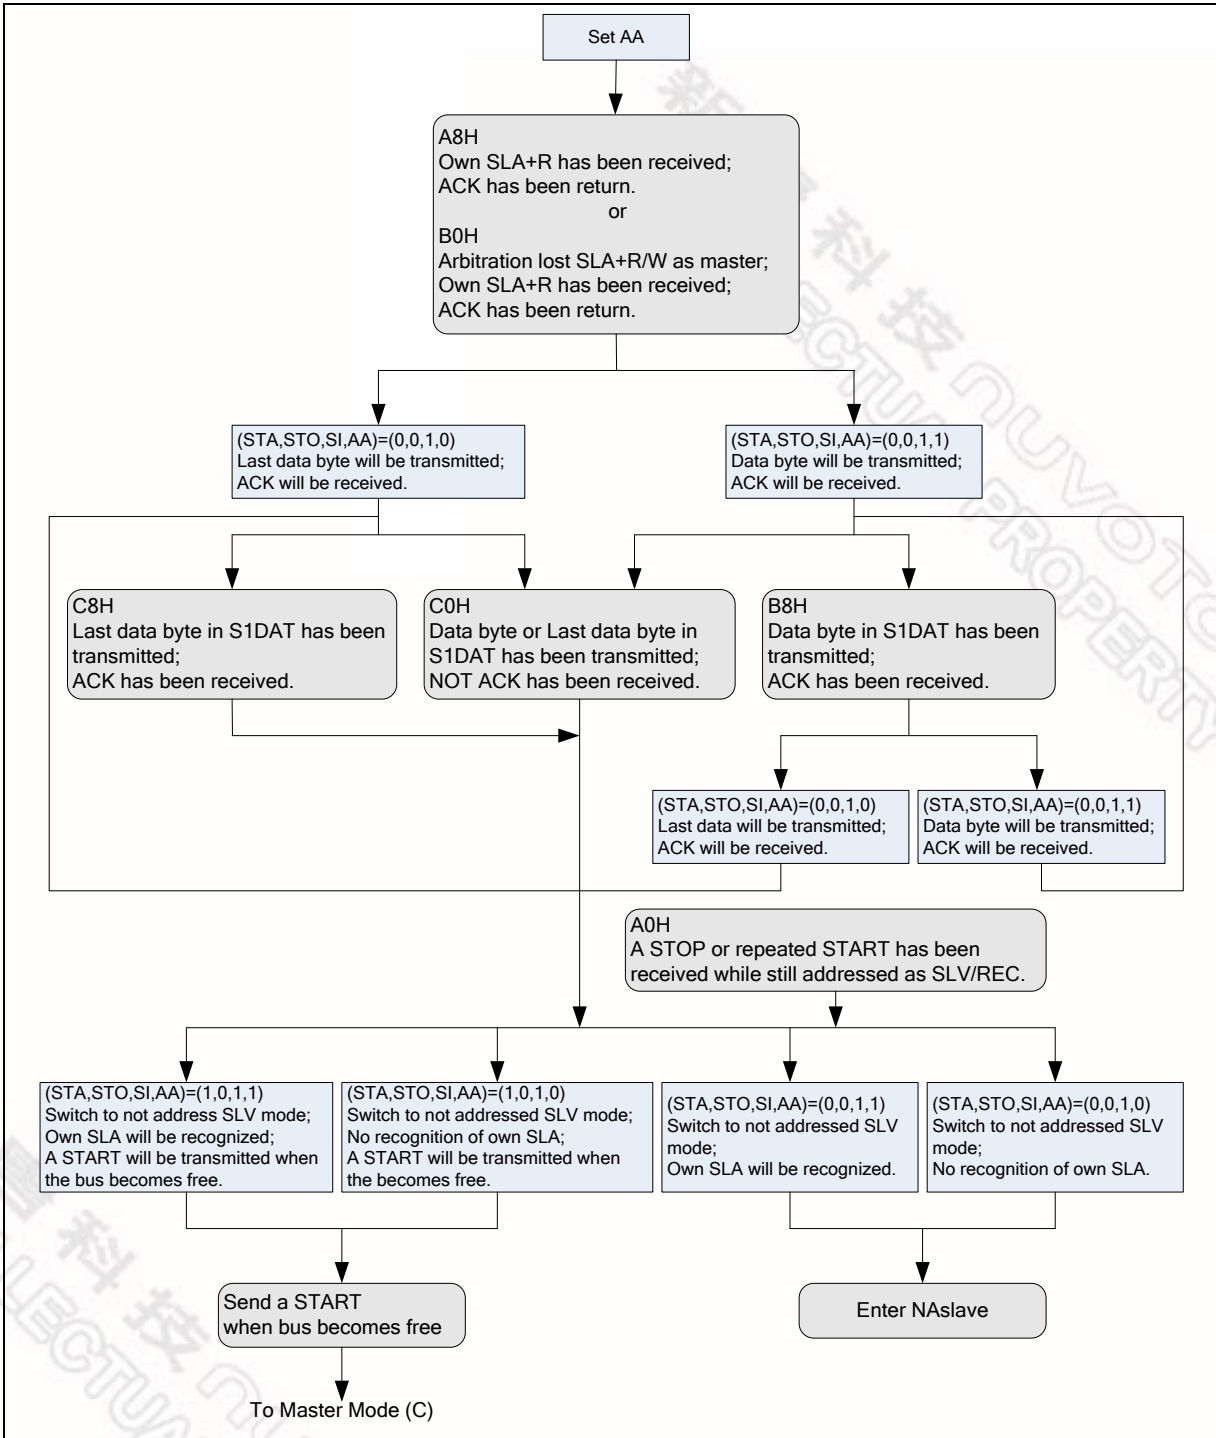 Set AA
A8H
Own SLA+R has been received;
ACK has been return.
or
B0H
Arbitration lost SLA+R/W as master;
Own SLA+R has been received;
ACK has been return.
(STA,STO,SI,AA)=(0,0,1,0)
Last data byte will be transmitted;
ACK will be received.
(STA,STO,SI,AA)=(0,0,1,1)
Data byte will be transmitted;
ACK will be received.
C8H
Last data byte in S1DAT has been
transmitted;
ACK has been received.
C0H
Data byte or Last data byte in
S1DAT has been transmitted;
NOT ACK has been received.
B8H
Data byte in S1DAT has been
transmitted;
ACK has been received.
(STA,STO,SI,AA)=(0,0,1,0)
Last data will be transmitted;
ACK will be received.
(STA,STO,SI,AA)=(0,0,1,1)
Data byte will be transmitted;
ACK will be received.
A0H
A STOP or repeated START has been
received while still addressed as SLV/REC.
(STA,STO,SI,AA)=(1,0,1,1)
Switch to not address SLV mode;
Own SLA will be recognized;
A START will be transmitted when
the bus becomes free.
(STA,STO,SI,AA)=(1,0,1,0)
Switch to not addressed SLV mode;
No recognition of own SLA;
A START will be transmitted when
the becomes free.
(STA,STO,SI,AA)=(0,0,1,1)
Switch to not addressed SLV
mode;
Own SLA will be recognized.
(STA,STO,SI,AA)=(0,0,1,0)
Switch to not addressed SLV
mode;
No recognition of own SLA.
Send a START
when bus becomes free
Enter NAslave
To Master Mode (C)
科技 nuvoTo
PROPERTY
科技